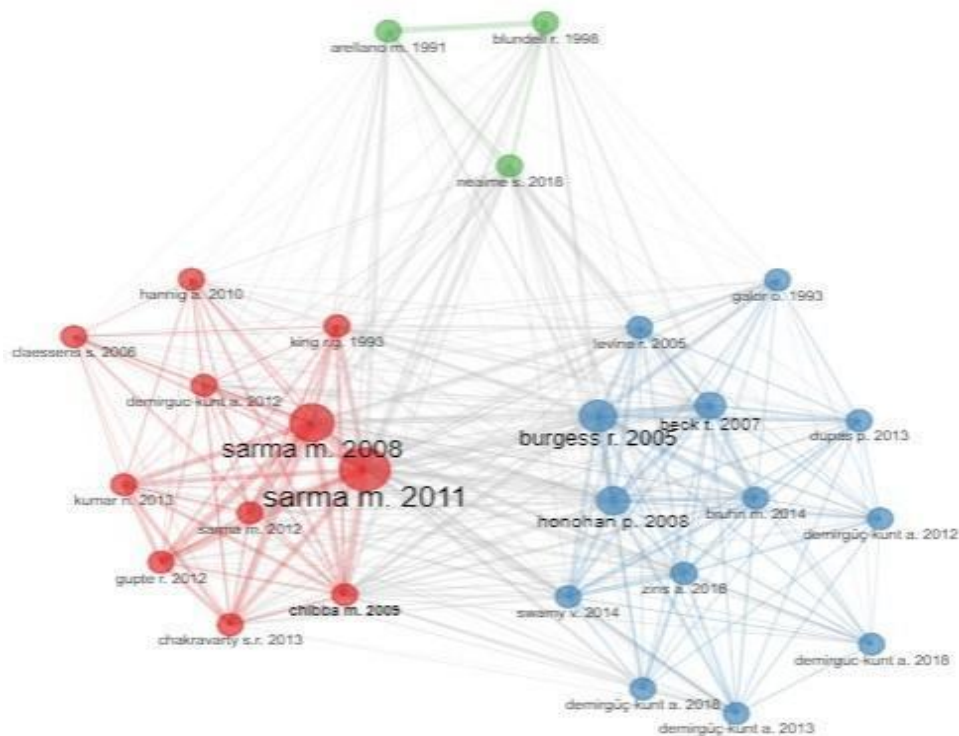 arellano m. 1991
blundell r. 1998
neaime s. 2018
hannig a. 2010
galor o. 1993
king r.g. 1993
levine r. 2005
claessens s. 2006
demirguc-kunt a. 2012
beck t. 2007
dupas p. 2013
burgess r. 2005
sarma m. 2008
sarma m. 2011
kumar n. 2013
bruhn m. 2014
honohan p. 2008
sarma m. 2012
demirgüç-kunt a. 2012
gupte r. 2012
zins a. 2016
chibba m. 2009
swamy v. 2014
chakravarty s.r. 2013
demirguc-kunt a. 2018
demirgüç-kunt a. 2018
demirgüç-kunt a. 2013